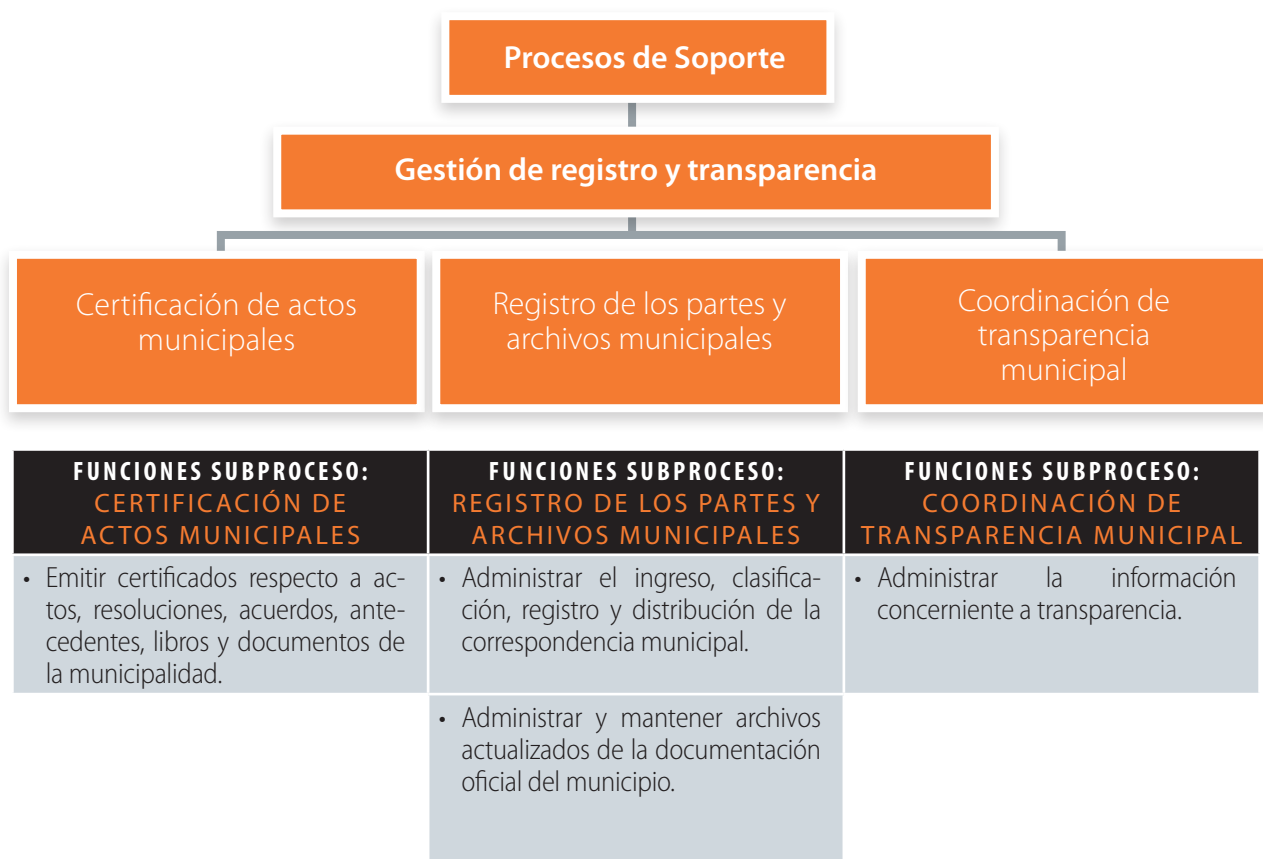 Procesos de Soporte
Gestión de registro y transparencia
Certificación de actos
municipales
Registro de los partes y
archivos municipales
Coordinación de
transparencia
municipal
FUNCIONES SUBPROCESO:
CERTIFICACIÓN DE
ACTOS MUNICIPALES
• Emitir certificados respecto a ac-
tos, resoluciones, acuerdos, ante-
cedentes, libros y documentos de
la municipalidad.
FUNCIONES SUBPROCESO:
REGISTRO DE LOS PARTES Y
ARCHIVOS MUNICIPALES
• Administrar el ingreso, clasifica-
ción, registro y distribución de la
correspondencia municipal.
• Administrar y mantener archivos
actualizados de la documentación
oficial del municipio.
FUNCIONES SUBPROCESO:
COORDINACIÓN DE
TRANSPARENCIA MUNICIPAL
• Administrar la información
concerniente a transparencia.